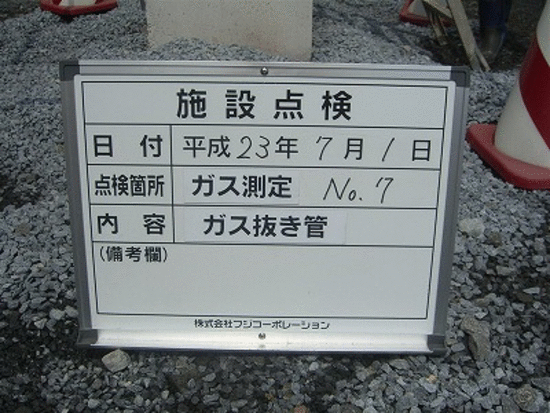 施設点検
日付 平成23年 7月 1日
点検箇所 ガス測定 No.7
内容 ガス抜き管
(備考欄)
株式会社フジコーポレーション